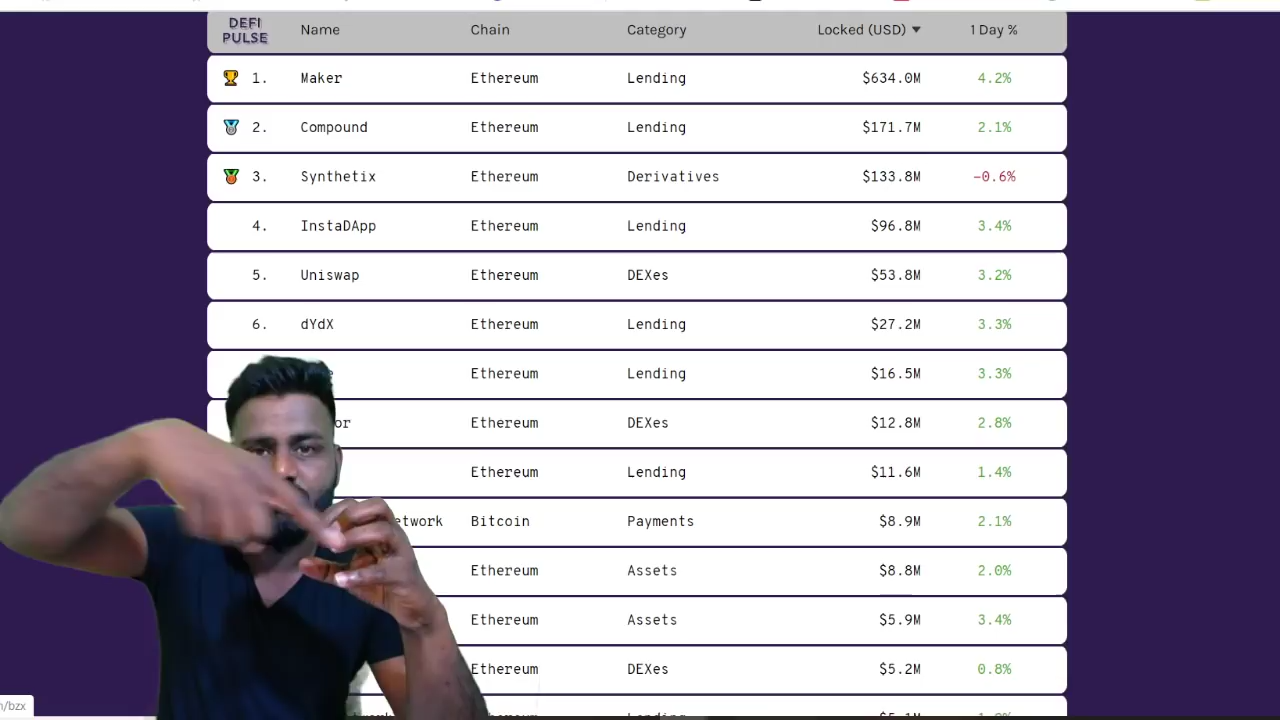 DEFI PULSE Name Chain Category Locked (USD) ▼ 1 Day %
1. Maker Ethereum Lending $634.0M 4.2%
2. Compound Ethereum Lending $171.7M 2.1%
3. Synthetix Ethereum Derivatives $133.8M -0.6%
4. InstaDApp Ethereum Lending $96.8M 3.4%
5. Uniswap Ethereum DEXes $53.8M 3.2%
6. dYdX Ethereum Lending $27.2M 3.3%
Ethereum Lending $16.5M 3.3%
Ethereum DEXes $12.8M 2.8%
Ethereum Lending $11.6M 1.4%
etwork Bitcoin Payments $8.9M 2.1%
Ethereum Assets $8.8M 2.0%
Ethereum Assets $5.9M 3.4%
Ethereum DEXes $5.2M 0.8%
/bzx